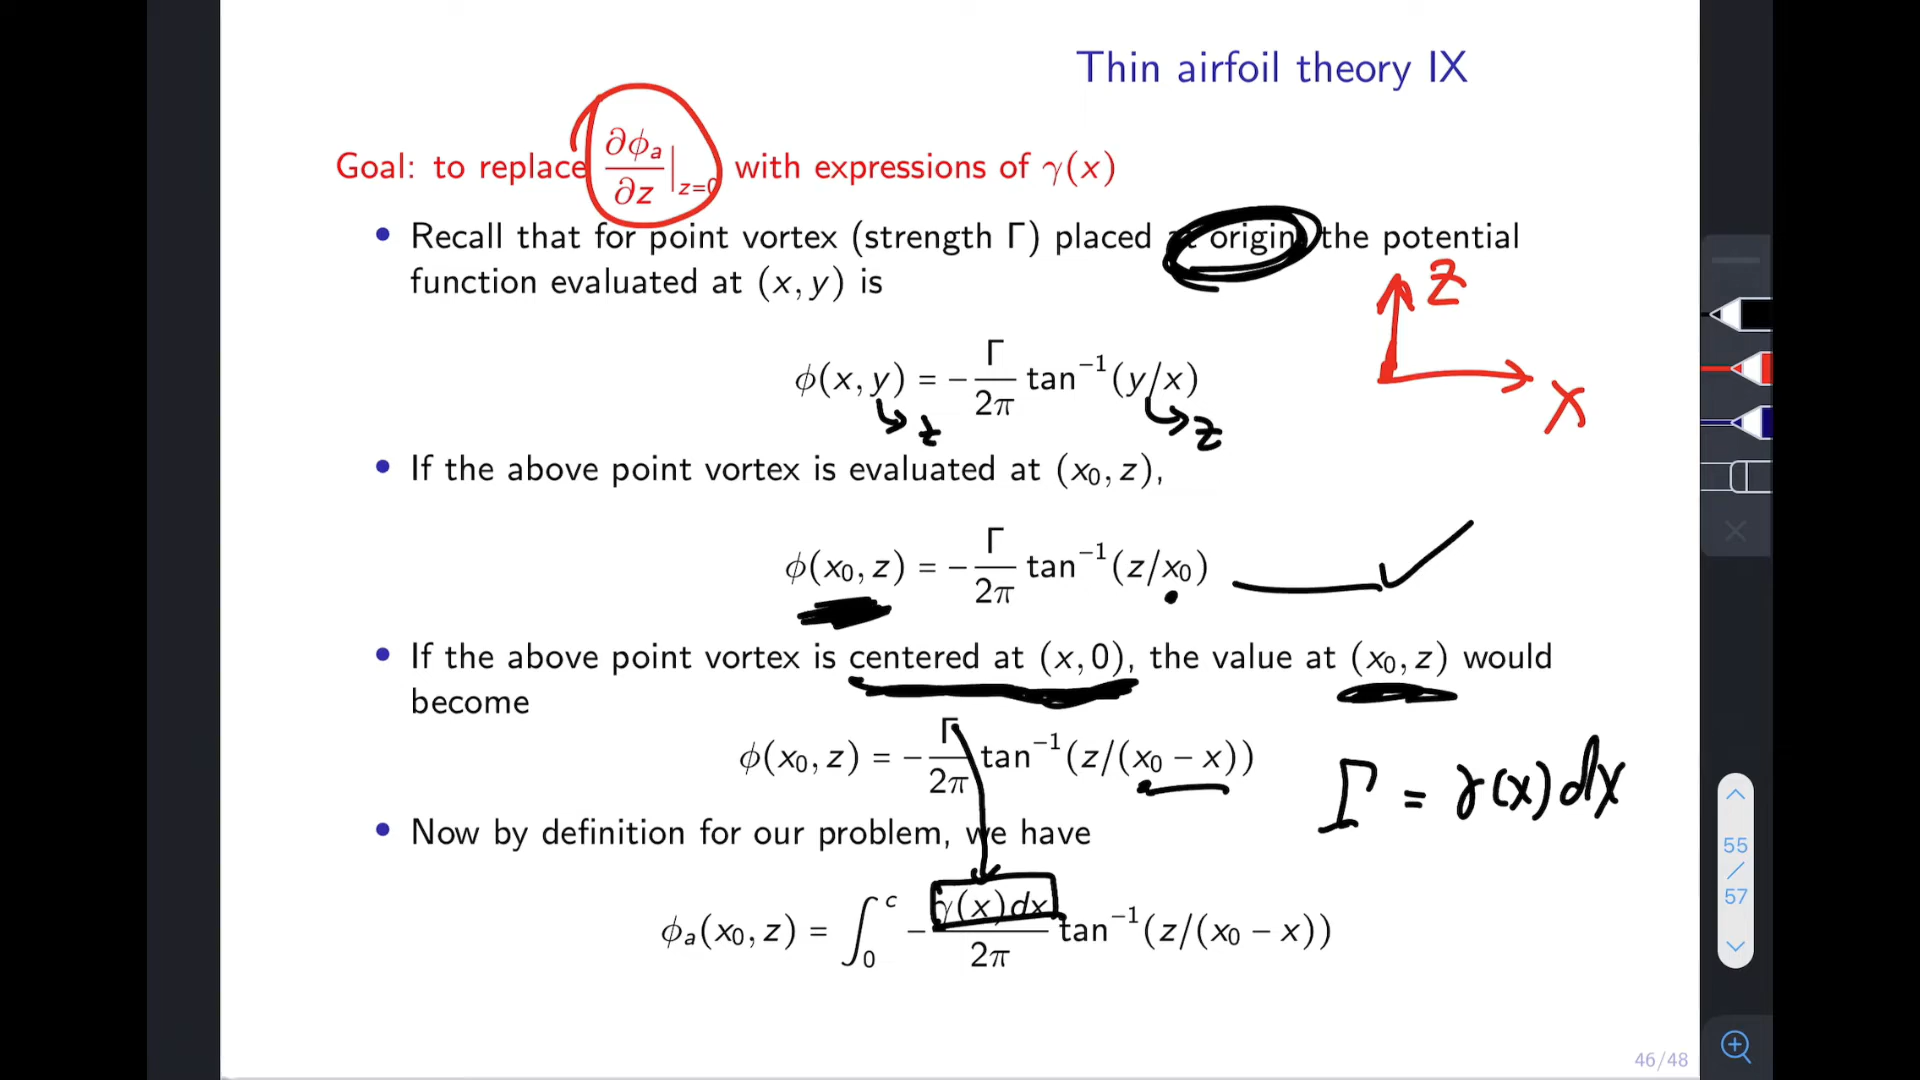 Thin airfoil theory IX
Goal: to replace ∂ϕₐ/∂z|z=0 with expressions of γ(x)
• Recall that for point vortex (strength Γ) placed origin the potential
function evaluated at (x, y) is
z
ϕ(x, y) = −Γ/2π tan⁻¹(y/x)
z
z
x
• If the above point vortex is evaluated at (x₀, z),
ϕ(x₀, z) = −Γ/2π tan⁻¹(z/x₀)
• If the above point vortex is centered at (x, 0), the value at (x₀, z) would
become
ϕ(x₀, z) = −Γ/2π tan⁻¹(z/(x₀ − x))
Γ = γ(x)dx
• Now by definition for our problem, we have
ϕₐ(x₀, z) = ∫₀ᶜ −γ(x)dx/2π tan⁻¹(z/(x₀ − x))
55
/
57
46/48